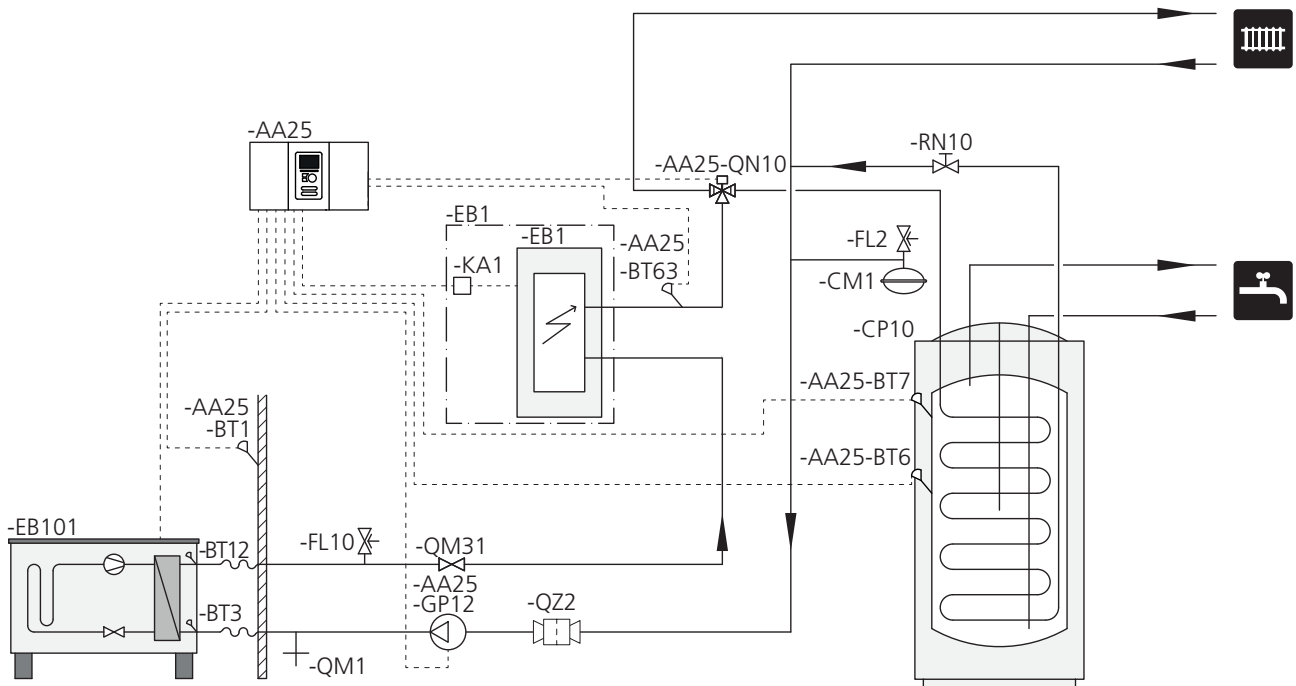 -AA25
-RN10
-AA25-QN10
-EB1
-EB1
-AA25
-BT63
-KA1
-FL2
-CM1
-CP10
-AA25-BT7
-AA25
-BT1
-AA25-BT6
-EB101
-BT12
-FL10
-QM31
-AA25
-GP12
-QZ2
-BT3
-QM1